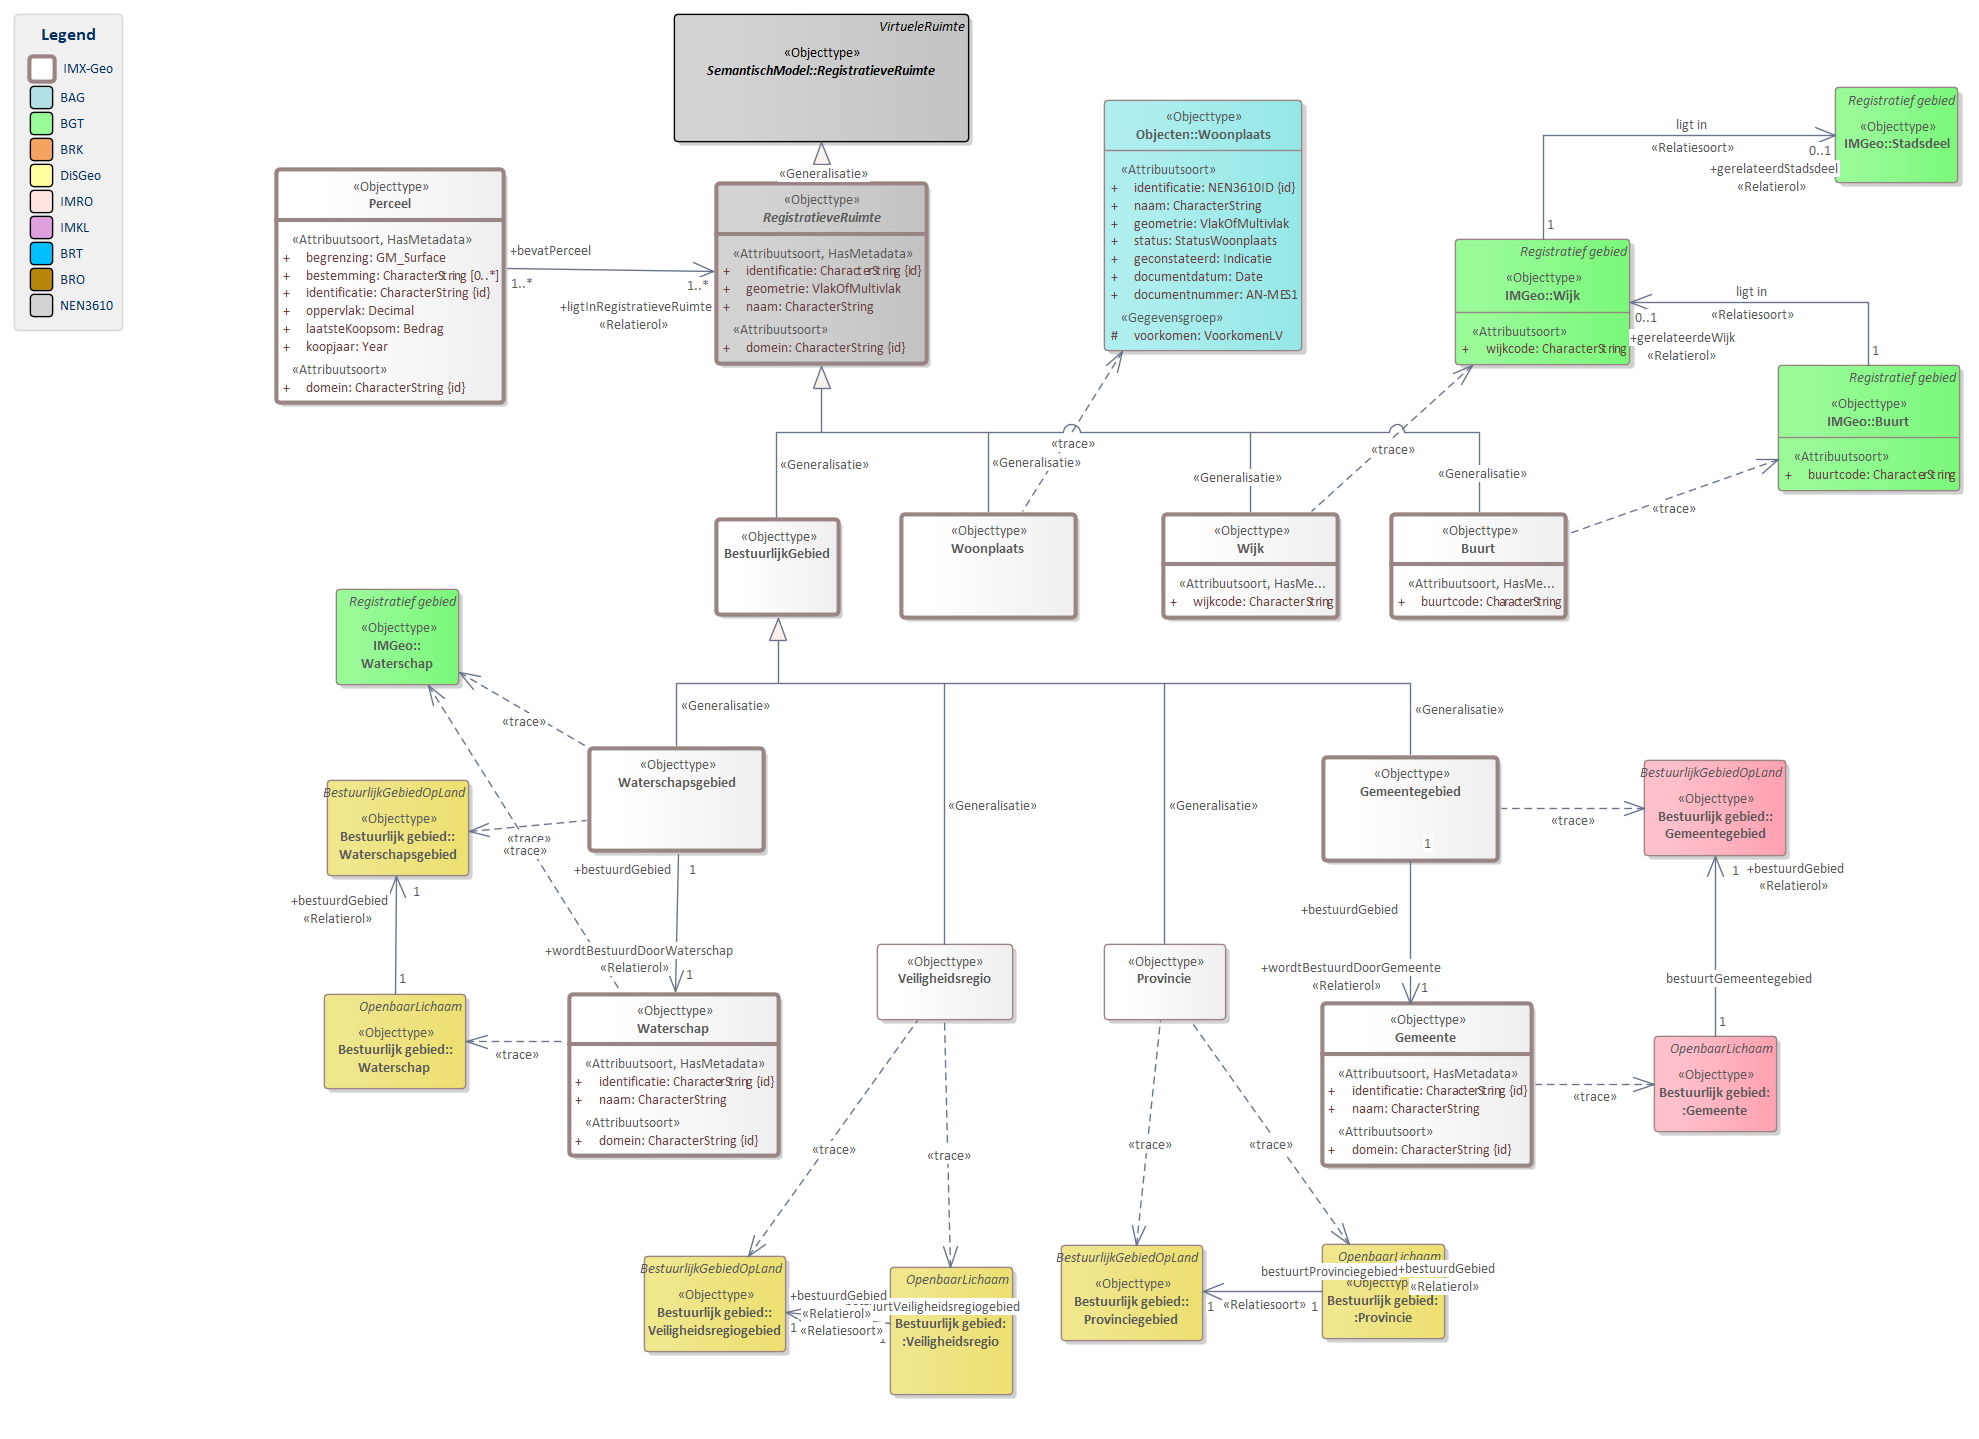 Legend
IMX-Geo
BAG
BGT
BRK
DiSGeo
IMRO
IMKL
BRT
BRO
NEN3610
VirtueleRuimte
«Objecttype»
SemantischModel::RegistratieveRuimte
«Generalisatie»
«Objecttype»
Perceel
«Attribuutsoort, HasMetadata»
+ begrenzing: GM_Surface
+ bestemming: CharacterString [0..*]
+ identificatie: CharacterString {id}
+ oppervlak: Decimal
+ laatsteKoopsom: Bedrag
+ koopjaar: Year
«Attribuutsoort»
+ domein: CharacterString {id}
+bevatPerceel
1..*
1..*
+ligtInRegistratieveRuimte
«Relatierol»
«Objecttype»
RegistratieveRuimte
«Attribuutsoort, HasMetadata»
+ identificatie: CharacterString {id}
+ geometrie: VlakOfMultivlak
+ naam: CharacterString
«Attribuutsoort»
+ domein: CharacterString {id}
«Objecttype»
Objecten::Woonplaats
«Attribuutsoort»
+ identificatie: NEN3610ID {id}
+ naam: CharacterString
+ geometrie: VlakOfMultivlak
+ status: StatusWoonplaats
+ geconstateerd: Indicatie
+ documentdatum: Date
+ documentnummer: AN-MES1
«Gegevensgroep»
# voorkomen: VoorkomenLV
Registratief gebied
«Objecttype»
IMGeo::Stadsdeel
ligt in
«Relatiesoort»
0..1
+gerelateerdStadsdeel
«Relatierol»
1
Registratief gebied
«Objecttype»
IMGeo::Wijk
«Attribuutsoort»
+ wijkcode: CharacterString
ligt in
«Relatiesoort»
0..1
+gerelateerdeWijk
«Relatierol»
1
Registratief gebied
«Objecttype»
IMGeo::Buurt
«Attribuutsoort»
+ buurtcode: CharacterString
«Generalisatie»
«trace»
«Generalisatie»
«Generalisatie»
«trace»
«Generalisatie»
«trace»
«Objecttype»
BestuurlijkGebied
«Objecttype»
Woonplaats
«Objecttype»
Wijk
«Attribuutsoort, HasMe...
+ wijkcode: CharacterString
«Objecttype»
Buurt
«Attribuutsoort, HasMe...
+ buurtcode: CharacterString
Registratief gebied
«Objecttype»
IMGeo::
Waterschap
«trace»
«Generalisatie»
«Generalisatie»
«Generalisatie»
«Generalisatie»
«Objecttype»
Waterschapsgebied
BestuurlijkGebiedOpLand
«Objecttype»
Bestuurlijk gebied::
Waterschapsgebied
«trace»
«trace»
+bestuurdGebied
1
+bestuurdGebied
«Relatierol»
1
1
+wordtBestuurdDoorWaterschap
«Relatierol»
1
OpenbaarLichaam
«Objecttype»
Bestuurlijk gebied::
Waterschap
«trace»
«Objecttype»
Waterschap
«Attribuutsoort, HasMetadata»
+ identificatie: CharacterString {id}
+ naam: CharacterString
«Attribuutsoort»
+ domein: CharacterString {id}
«Objecttype»
Veiligheidsregio
«Objecttype»
Provincie
«Objecttype»
Gemeentegebied
1
+bestuurdGebied
+wordtBestuurdDoorGemeente
«Relatierol»
1
«trace»
BestuurlijkGebiedOpLand
«Objecttype»
Bestuurlijk gebied::
Gemeentegebied
1
+bestuurdGebied
«Relatierol»
bestuurtGemeentegebied
1
OpenbaarLichaam
«Objecttype»
Bestuurlijk gebied:
:Gemeente
«trace»
«Objecttype»
Gemeente
«Attribuutsoort, HasMetadata»
+ identificatie: CharacterString {id}
+ naam: CharacterString
«Attribuutsoort»
+ domein: CharacterString {id}
«trace»
«trace»
«trace»
«trace»
BestuurlijkGebiedOpLand
«Objecttype»
Bestuurlijk gebied::
Veiligheidsregiogebied
+bestuurdGebied
«Relatierol»
1
«Relatiesoort»
1
OpenbaarLichaam
Bestuurlijk gebied:
:Veiligheidsregio
BestuurlijkGebiedOpLand
«Objecttype»
Bestuurlijk gebied::
Provinciegebied
bestuurtProvinciegebied
+bestuurdGebied
«Relatierol»
1
«Relatiesoort»
1
OpenbaarLichaam
Bestuurlijk gebied:
:Provincie